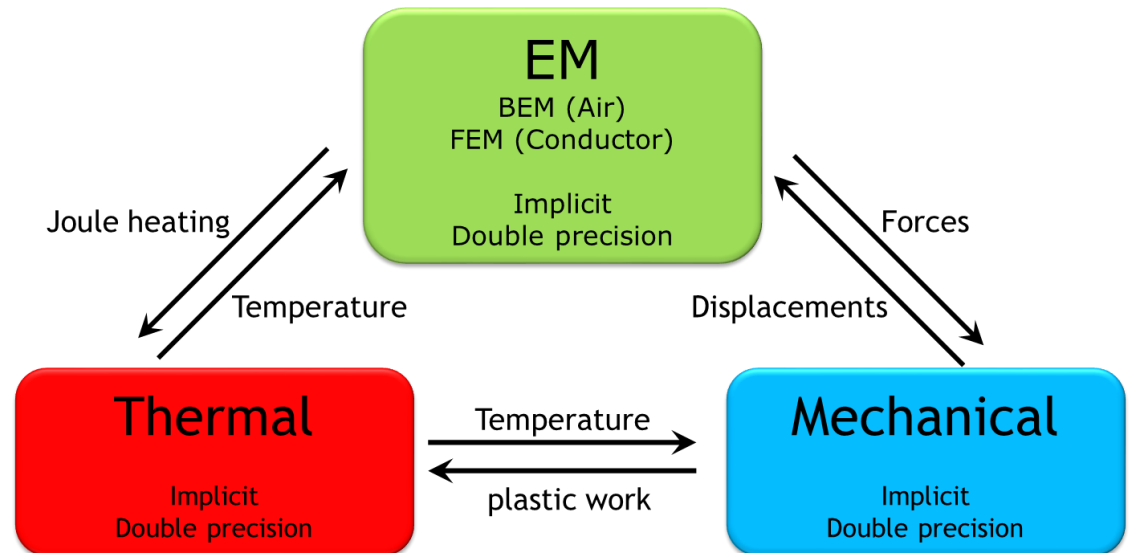 EM
BEM (Air)
FEM (Conductor)
Implicit
Double precision
Joule heating
Temperature
Forces
Displacements
Thermal
Implicit
Double precision
Temperature
plastic work
Mechanical
Implicit
Double precision